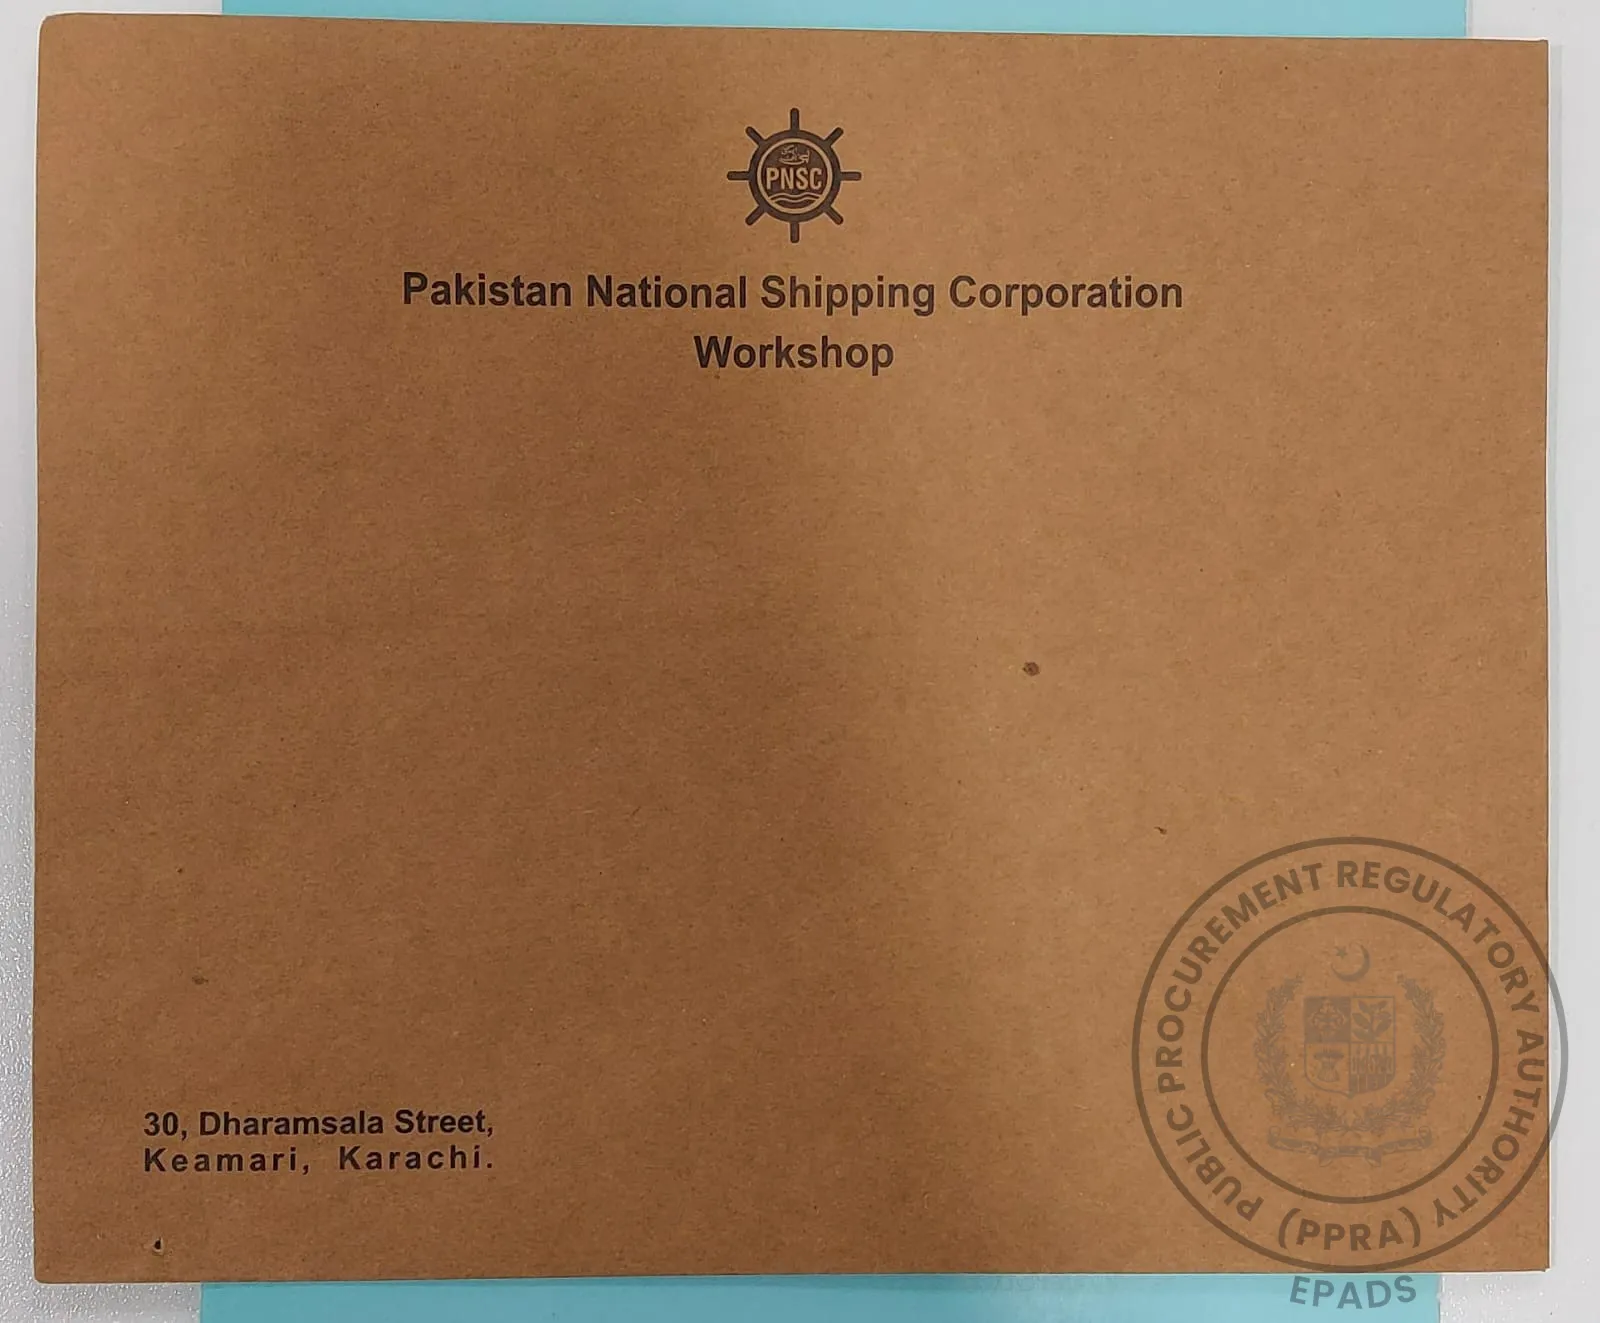 PNSC
Pakistan National Shipping Corporation
Workshop
30, Dharamsala Street,
Keamari, Karachi.
PUBLIC PROCUREMENT REGULATORY AUTHORITY
(PPRA)
EPADS